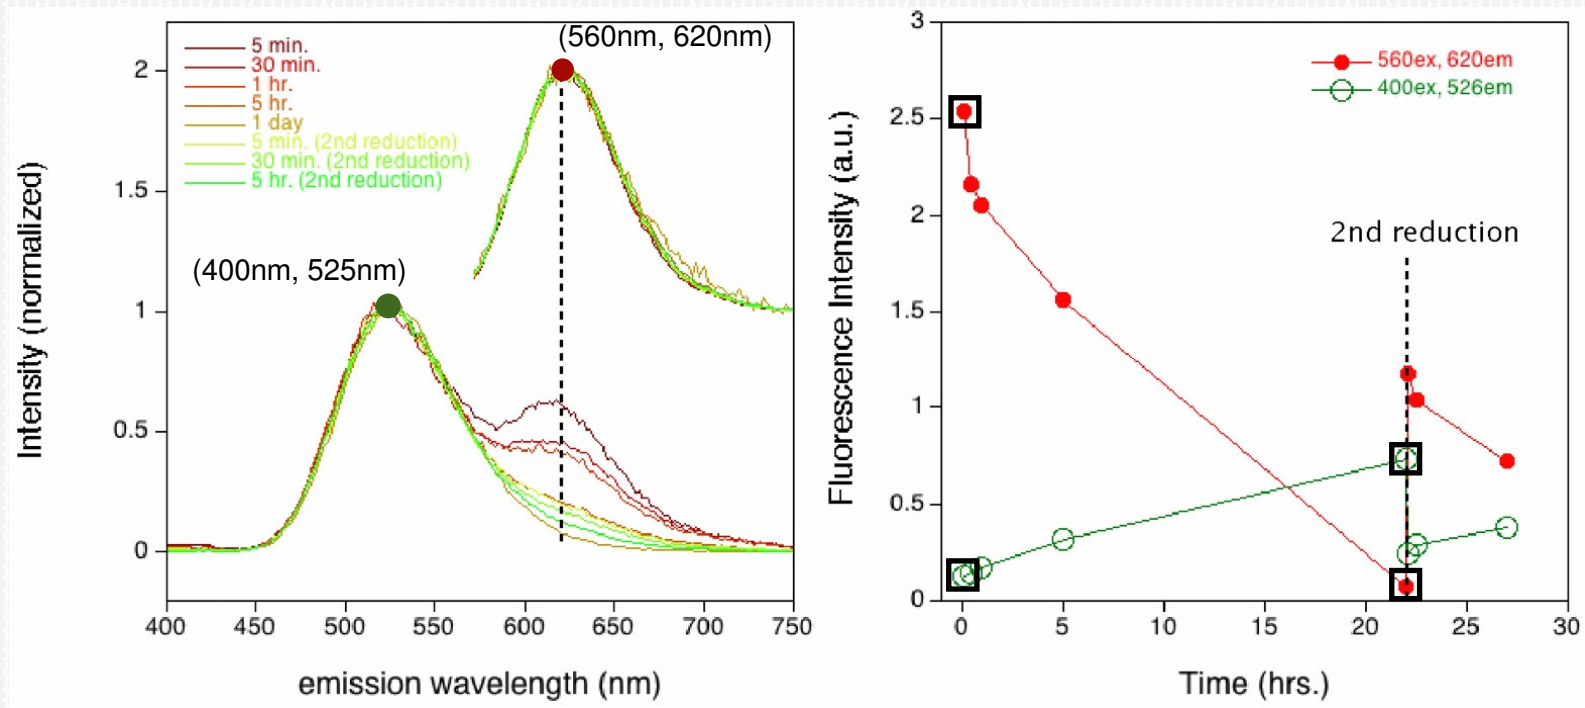 (560nm, 620nm)
5 min.
30 min.
1 hr.
5 hr.
1 day
5 min. (2nd reduction)
30 min. (2nd reduction)
5 hr. (2nd reduction)
(400nm, 525nm)
2
1.5
1
0.5
0
Intensity (normalized)
400 450 500 550 600 650 700 750
emission wavelength (nm)
560ex, 620em
400ex, 526em
2nd reduction
3
2.5
2
1.5
1
0.5
0
Fluorescence Intensity (a.u.)
0 5 10 15 20 25 30
Time (hrs.)